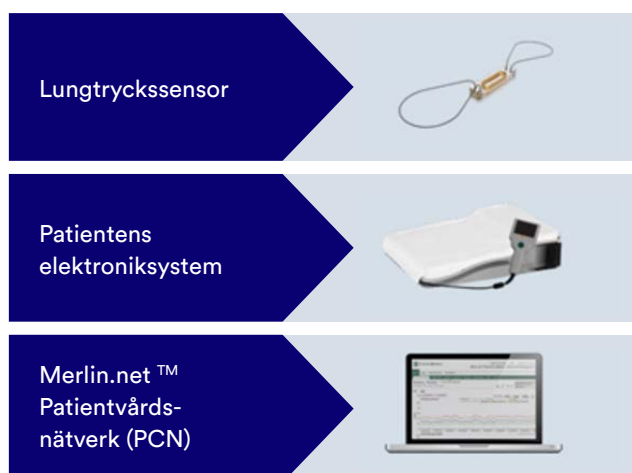 Lungtryckssensor
Patientens
elektroniksystem
Merlin.net ™
Patientvårds-
nätverk (PCN)